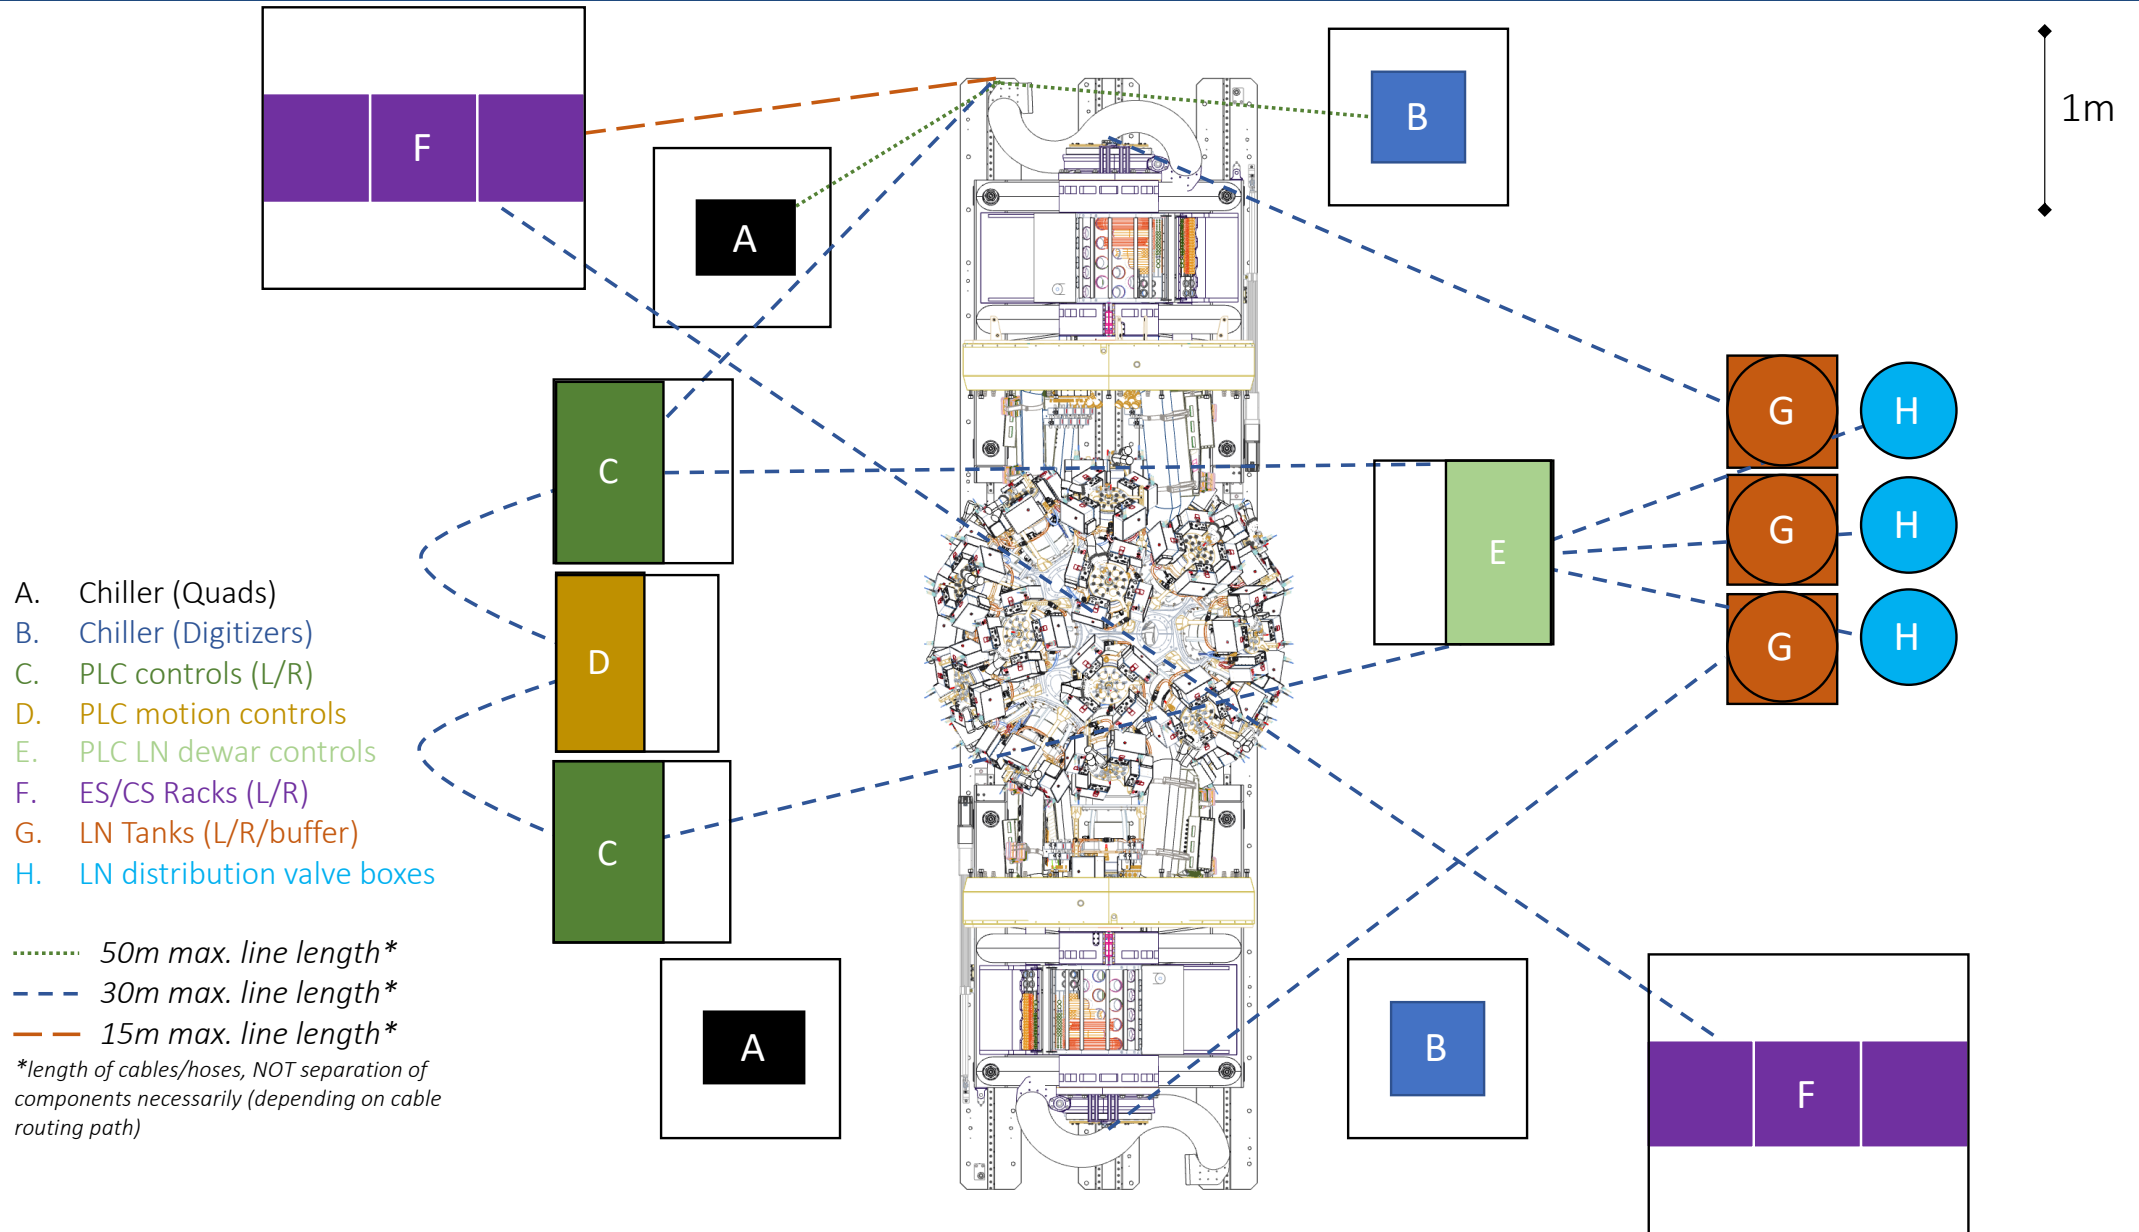 F
B
1m
A
G
H
C
G
H
E
A. Chiller (Quads)
B. Chiller (Digitizers)
C. PLC controls (L/R)
D. PLC motion controls
E. PLC LN dewar controls
F. ES/CS Racks (L/R)
G. LN Tanks (L/R/buffer)
H. LN distribution valve boxes
D
G
H
C
50m max. line length*
30m max. line length*
15m max. line length*
*length of cables/hoses, NOT separation of
components necessarily (depending on cable
routing path)
A
B
F